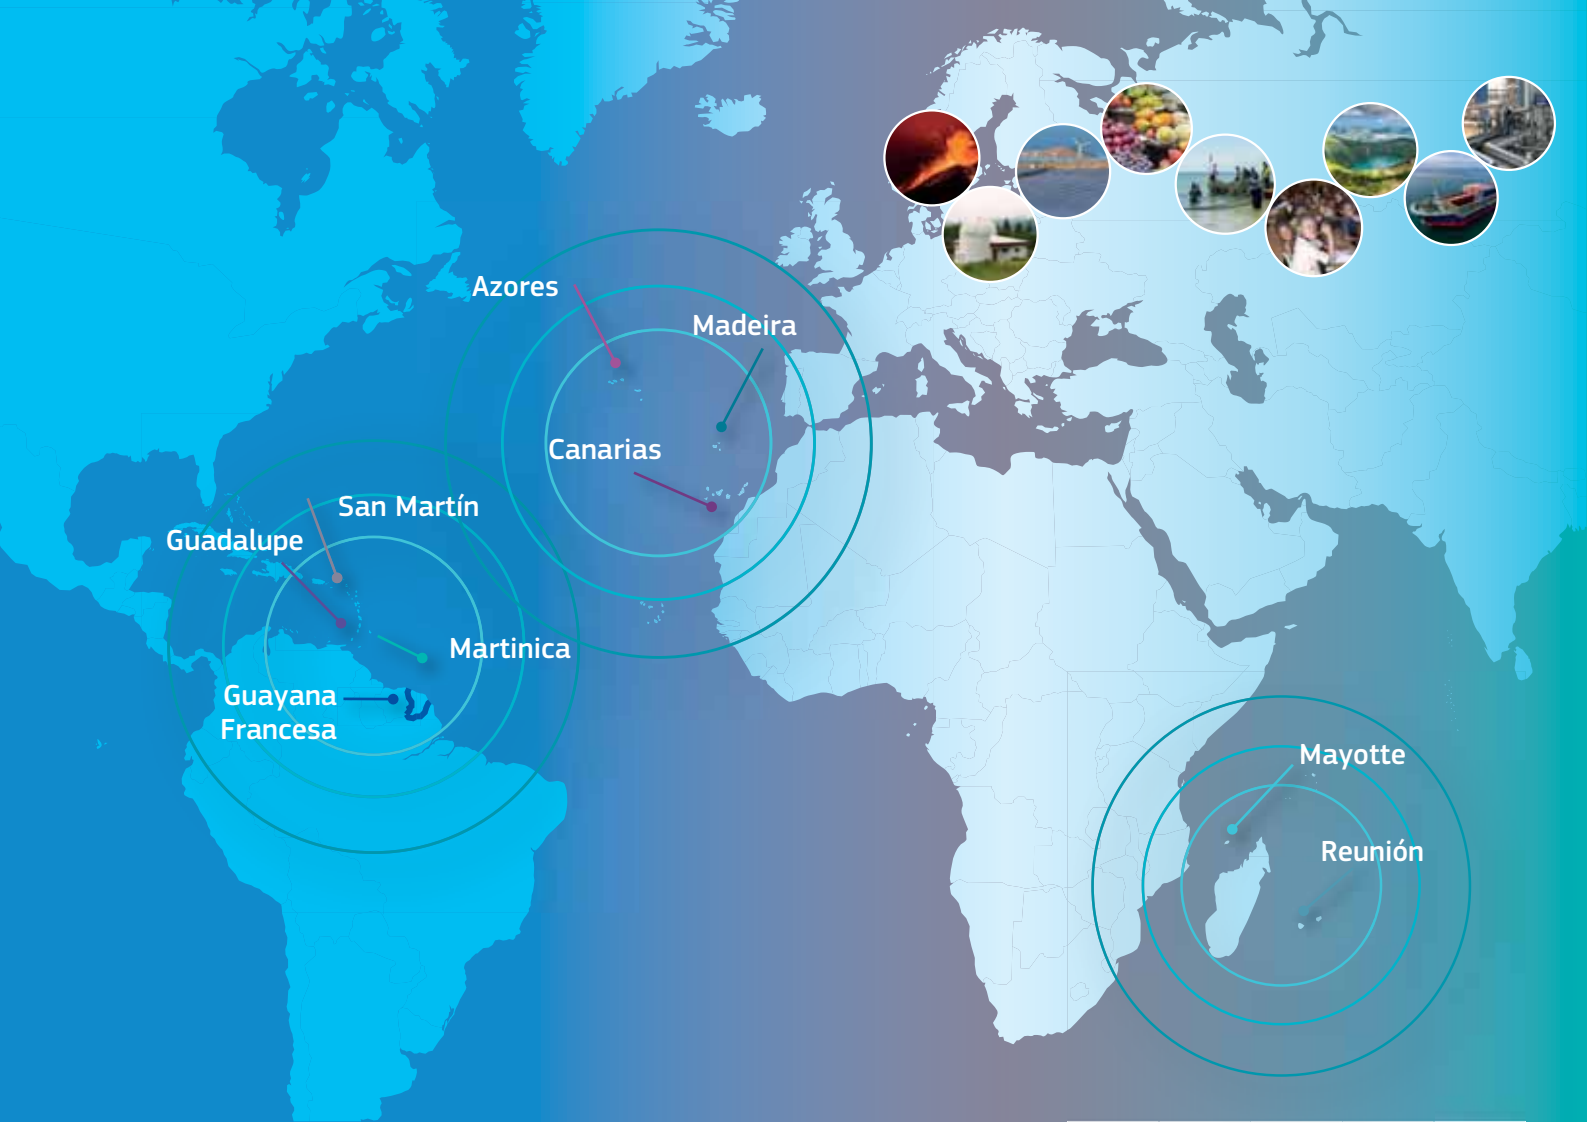 Azores
Madeira
Canarias
San Martín
Guadalupe
Martinica
Guayana
Francesa
Mayotte
Reunión